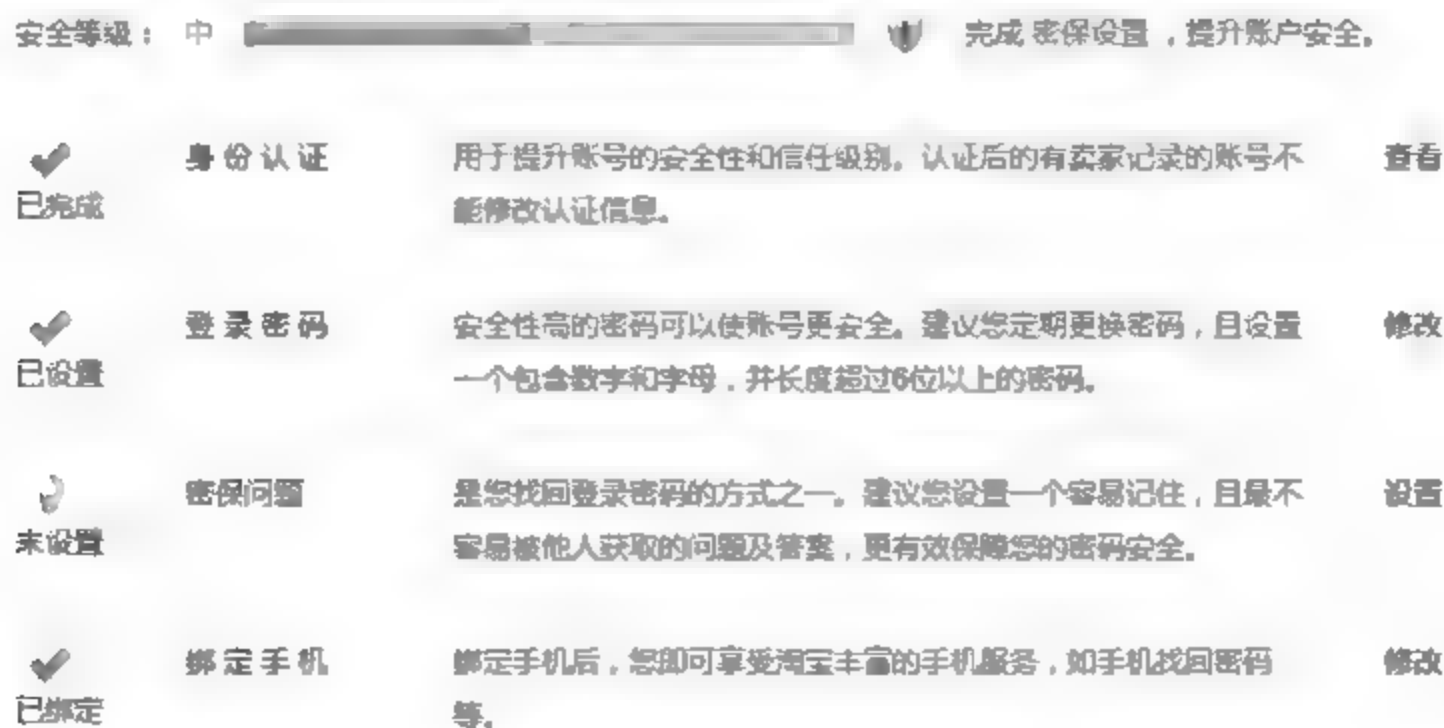 安全等级： 中 完成 密保设置 ，提升账户安全。
身 份 认 证 用于提升账号的安全性和信任级别。认证后的有卖家记录的账号不 查看
已完成 能修改认证信息。
登 录 密 码 安全性高的密码可以使账号更安全。建议您定期更换密码，且设置 修改
已设置 一个包含数字和字母，并长度超过6位以上的密码。
密保问题 是您找回登录密码的方式之一。建议您设置一个容易记住，且最不 设置
未设置 容易被他人获取的问题及答案，更有效保障您的密码安全。
绑 定 手 机 绑定手机后，您即可享受淘宝丰富的手机服务，如手机找回密码 修改
已绑定 等。